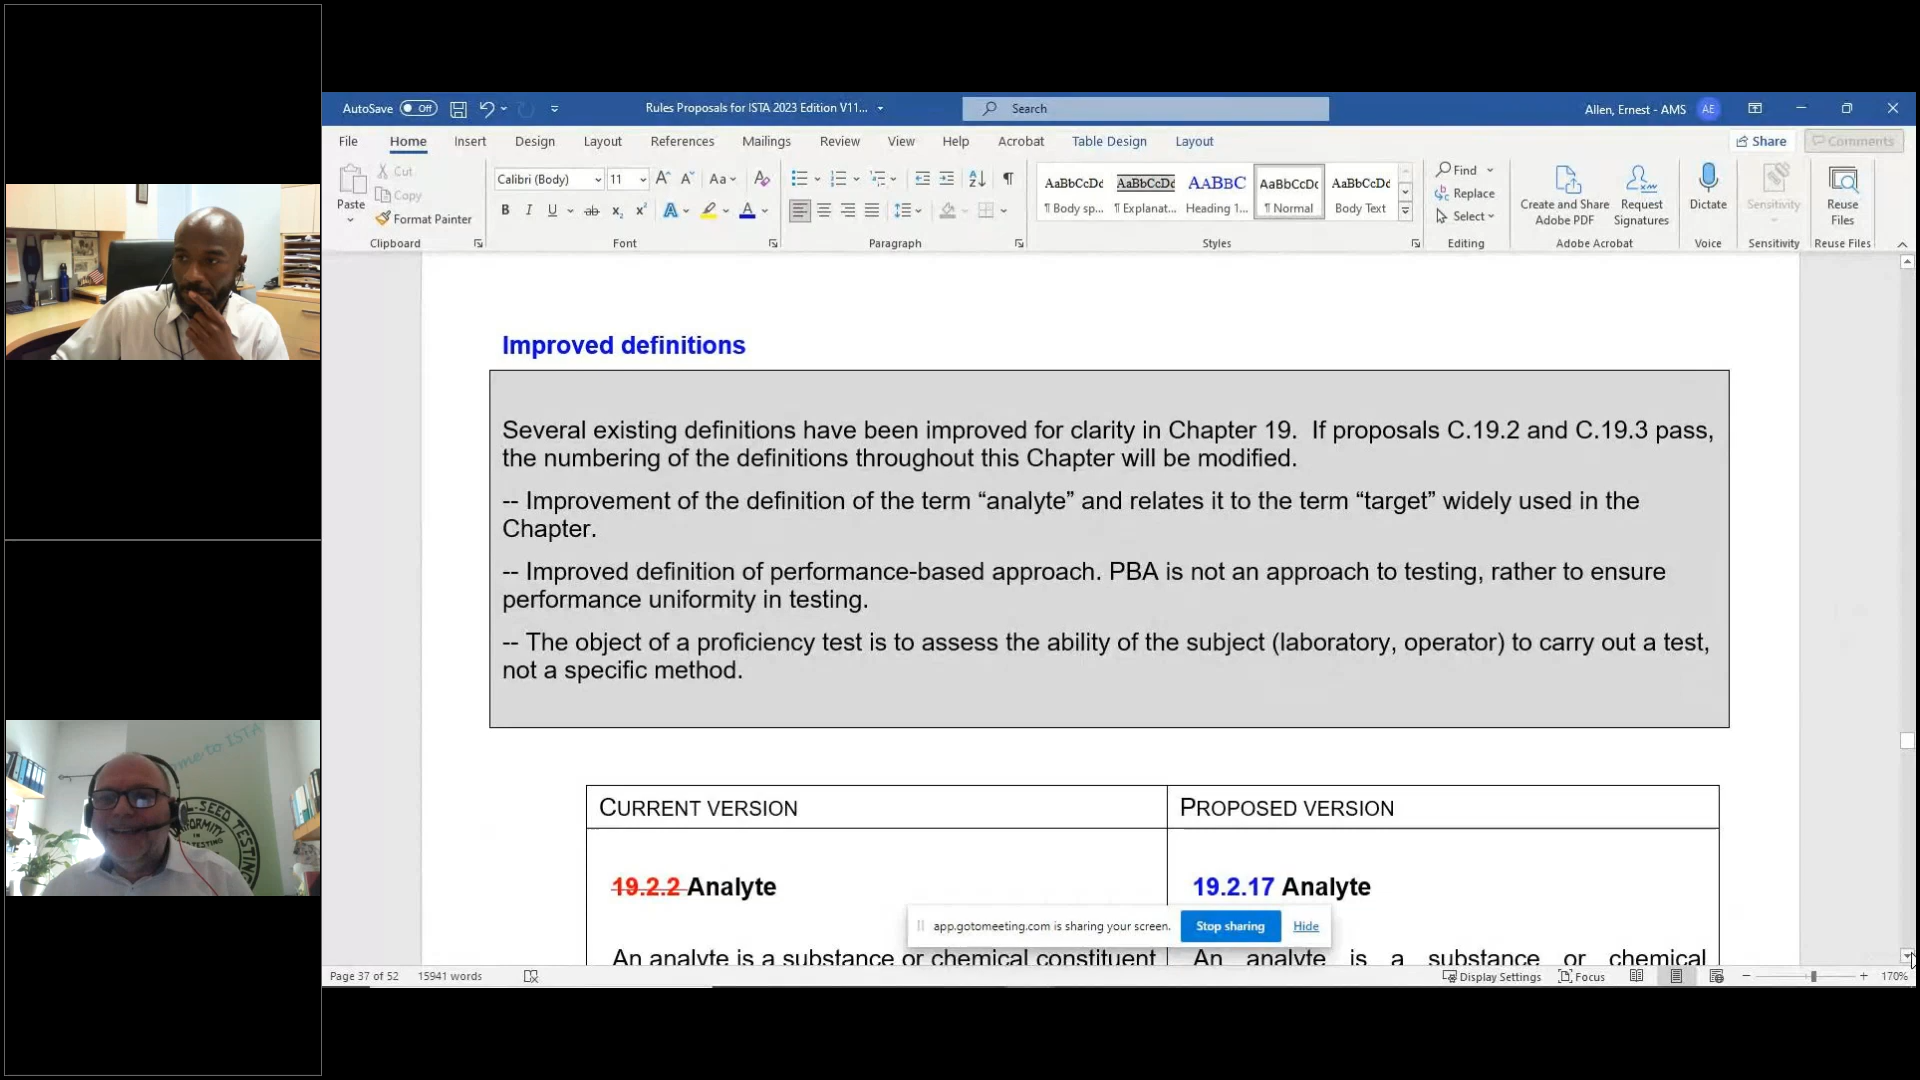 AutoSave Off Rules Proposals for ISTA 2023 Edition V11... Search Allen, Ernest - AMS AE
File Home Insert Design Layout References Mailings Review View Help Acrobat Table Design Layout Share Comments
Paste Cut Copy Format Painter
Calibri (Body) 11
AaBbCcDc AaBbCcDc AABBC AaBbCcDc AaBbCcDc
¶ Body sp... ¶ Explanat... Heading 1... ¶ Normal Body Text
Find Replace Select
Create and Share Adobe PDF Request Signatures Dictate Sensitivity Reuse Files
Clipboard Font Paragraph Styles Editing Adobe Acrobat Voice Sensitivity Reuse Files
Improved definitions
Several existing definitions have been improved for clarity in Chapter 19. If proposals C.19.2 and C.19.3 pass,
the numbering of the definitions throughout this Chapter will be modified.
-- Improvement of the definition of the term “analyte” and relates it to the term “target” widely used in the
Chapter.
-- Improved definition of performance-based approach. PBA is not an approach to testing, rather to ensure
performance uniformity in testing.
-- The object of a proficiency test is to assess the ability of the subject (laboratory, operator) to carry out a test,
not a specific method.
CURRENT VERSION PROPOSED VERSION
19.2.2 Analyte 19.2.17 Analyte
app.gotomeeting.com is sharing your screen. Stop sharing Hide
An analyte is a substance or chemical constituent An analyte is a substance or chemical
Page 37 of 52 15941 words Display Settings Focus 170%